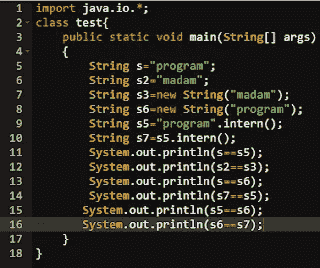 1 import java.io.*;
2 class test{
3 public static void main(String[] args)
4 {
5 String s="program";
6 String s2="madam";
7 String s3=new String("madam");
8 String s6=new String("program");
9 String s5="program".intern();
10 String s7=s5.intern();
11 System.out.println(s==s5);
12 System.out.println(s2==s3);
13 System.out.println(s==s6);
14 System.out.println(s7==s5);
15 System.out.println(s5==s6);
16 System.out.println(s6==s7);
17 }
18 }